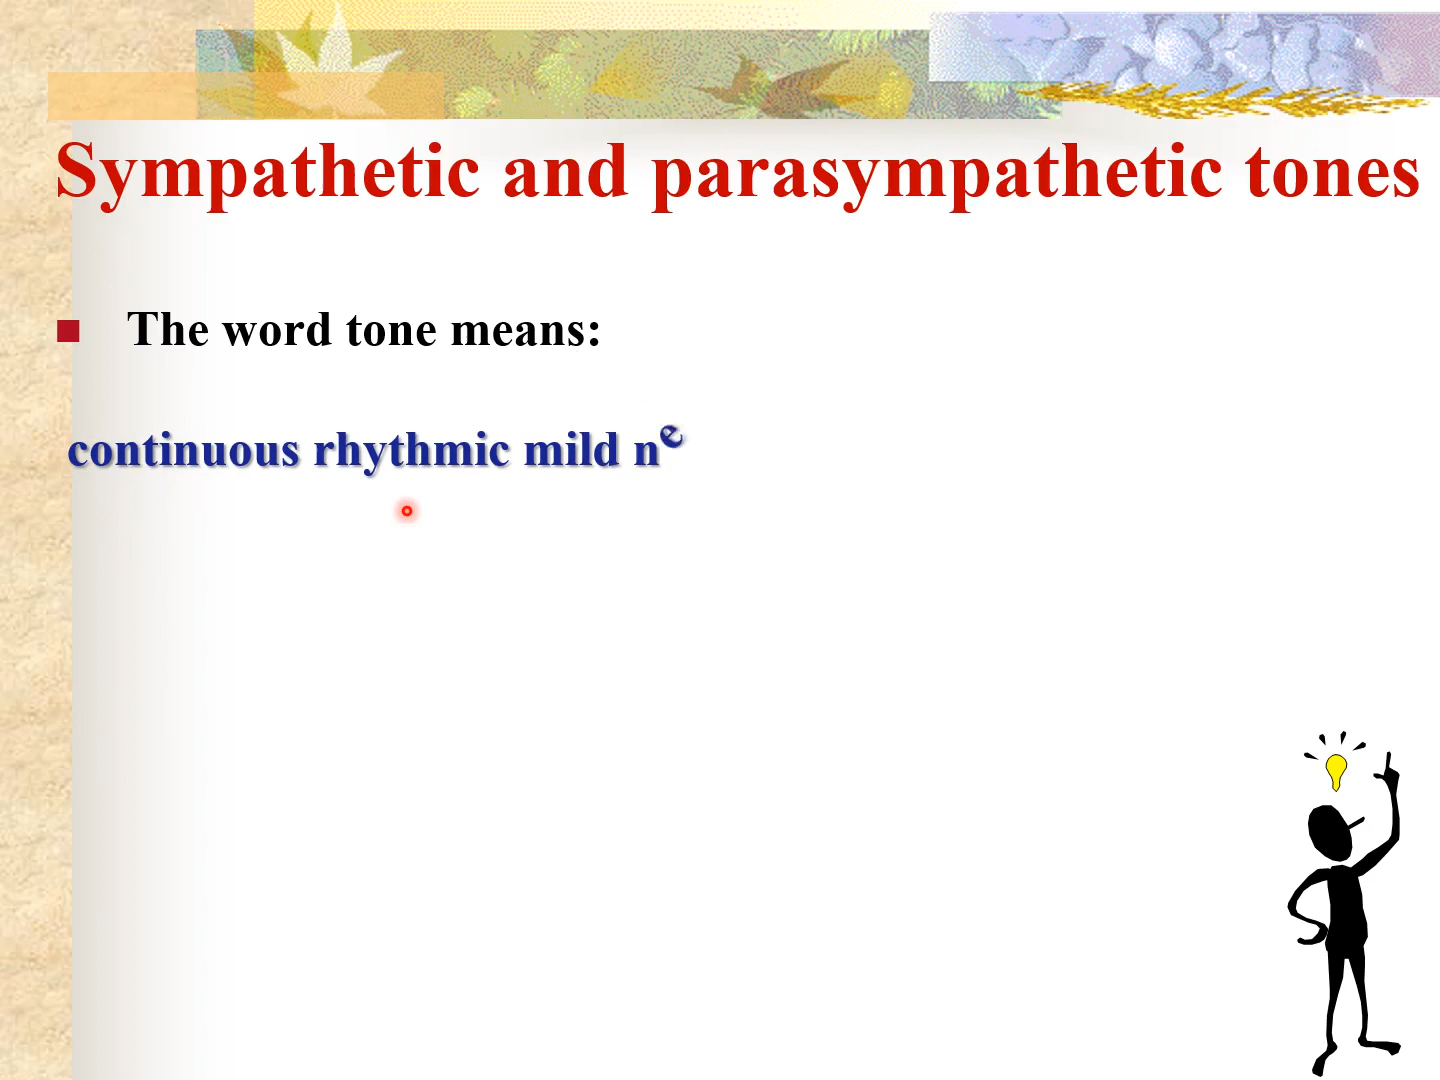 Sympathetic and parasympathetic tones
The word tone means:
continuous rhythmic mild ne